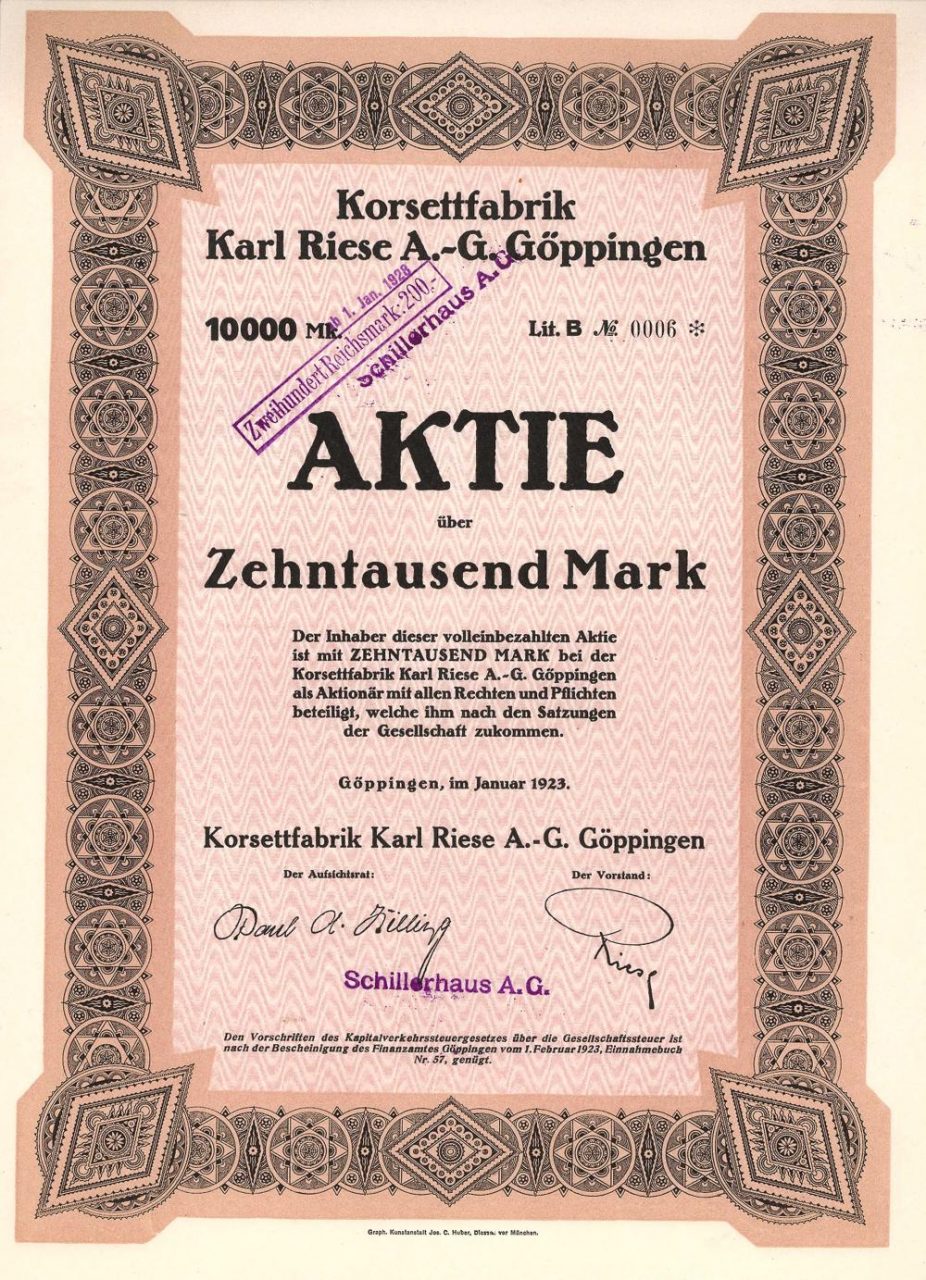 Korsettfabrik
Karl Riese A.-G. Göppingen
10000 Mk.
Lit. B № 0006 ✻
ab 1. Jan. 1928
Zweihundert Reichsmark: 200.-
Schillerhaus A.G.
AKTIE
über
Zehntausend Mark
Der Inhaber dieser volleinbezahlten Aktie
ist mit ZEHNTAUSEND MARK bei der
Korsettfabrik Karl Riese A.-G. Göppingen
als Aktionär mit allen Rechten und Pflichten
beteiligt, welche ihm nach den Satzungen
der Gesellschaft zukommen.
Göppingen, im Januar 1923.
Korsettfabrik Karl Riese A.-G. Göppingen
Der Aufsichtsrat:
Der Vorstand:
Paul A.
Riese
Schillerhaus A.G.
Den Vorschriften des Kapitalverkehrssteuergesetzes über die Gesellschaftssteuer ist
nach der Bescheinigung des Finanzamtes Göppingen vom 1. Februar 1923, Einnahmebuch
Nr. 57, genügt.
Graph. Kunstanstalt Jos. C. Huber, Diessen vor München.